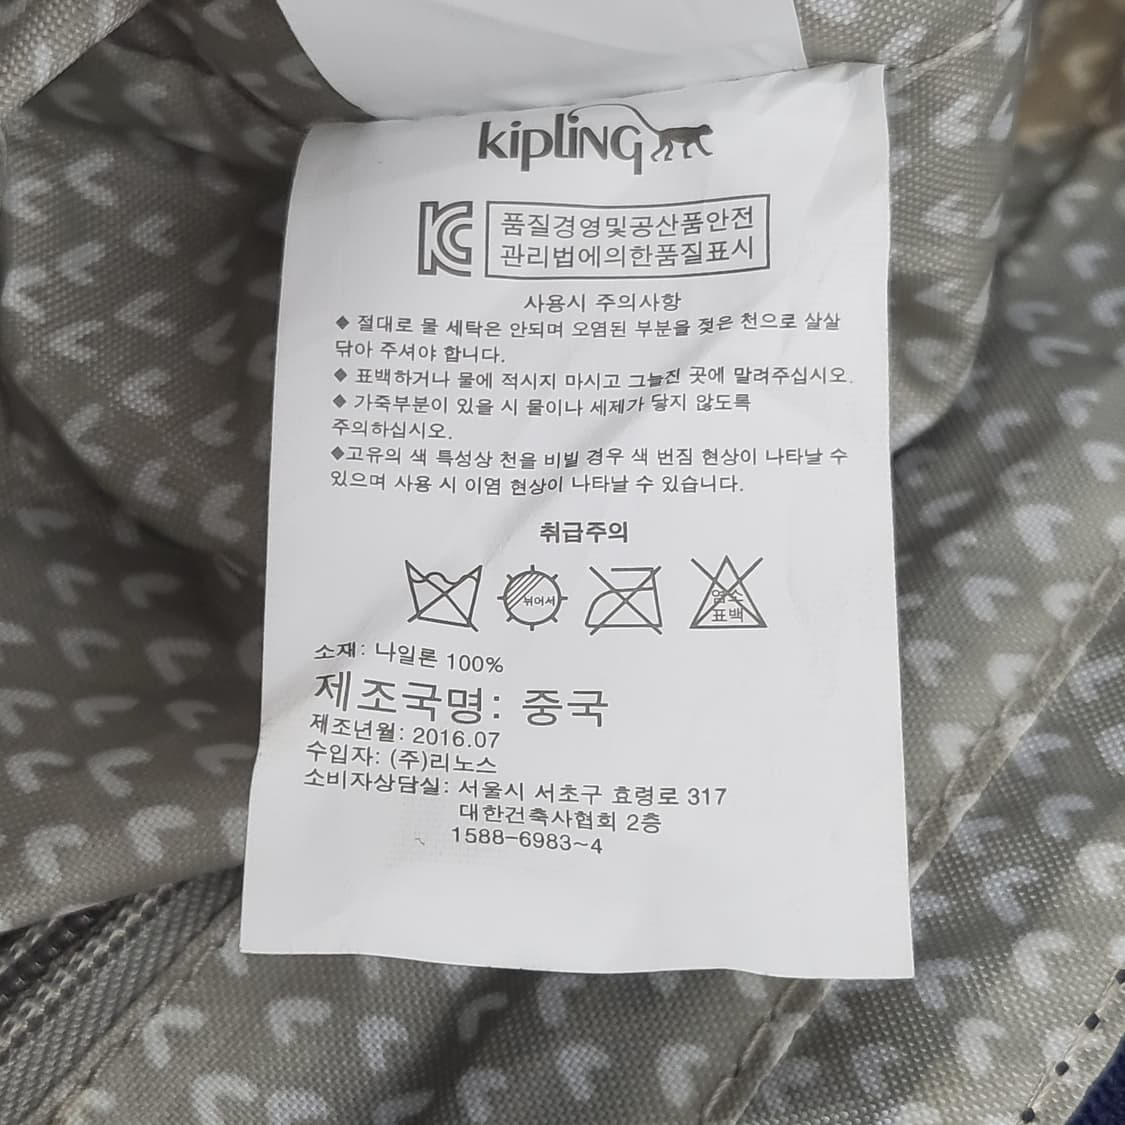 kipling
KC
품질경영및공산품안전
관리법에의한품질표시
사용시 주의사항
◆ 절대로 물 세탁은 안되며 오염된 부분을 젖은 천으로 살살
닦아 주셔야 합니다.
◆ 표백하거나 물에 적시지 마시고 그늘진 곳에 말려주십시오.
◆ 가죽부분이 있을 시 물이나 세제가 닿지 않도록
주의하십시오.
◆고유의 색 특성상 천을 비빌 경우 색 번짐 현상이 나타날 수
있으며 사용 시 이염 현상이 나타날 수 있습니다.
취급주의
뉘어서
염소
표백
소재: 나일론 100%
제조국명: 중국
제조년월: 2016.07
수입자: (주)리노스
소비자상담실: 서울시 서초구 효령로 317
대한건축사협회 2층
1588-6983~4